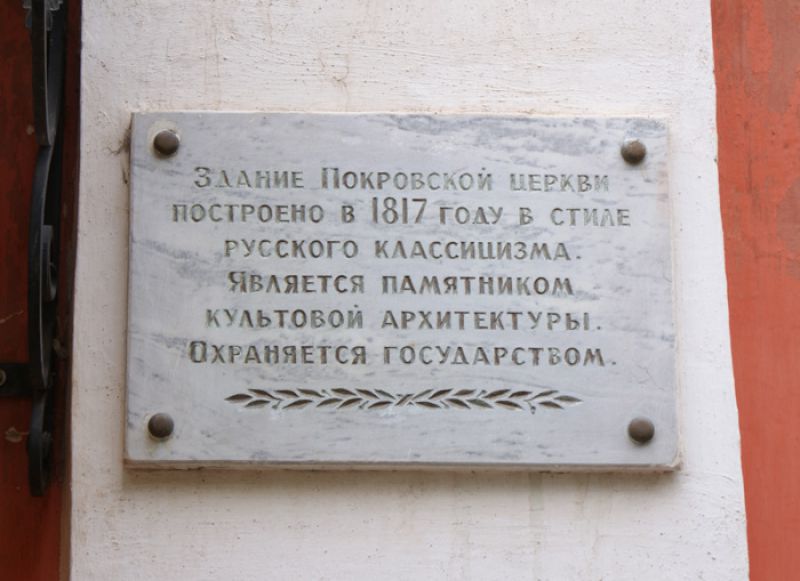 Здание Покровской церкви
построено в 1817 году в стиле
русского классицизма.
Является памятником
культовой архитектуры.
Охраняется государством.